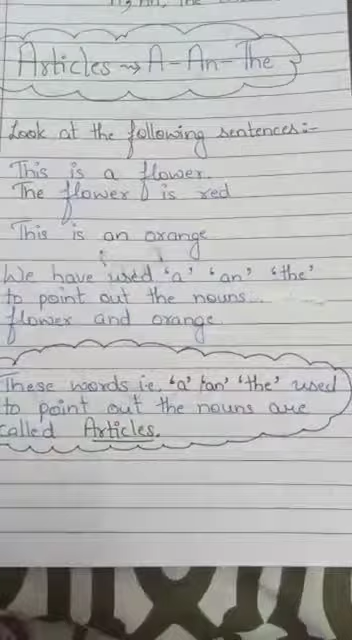 Articles → A-An-The
Look at the following sentences:-
This is a flower.
The flower is red
This is an orange
We have used 'a' 'an' 'the'
to point out the nouns...
flower and orange
These words i.e. 'a' 'an' 'the' used
to point out the nouns are
called Articles.